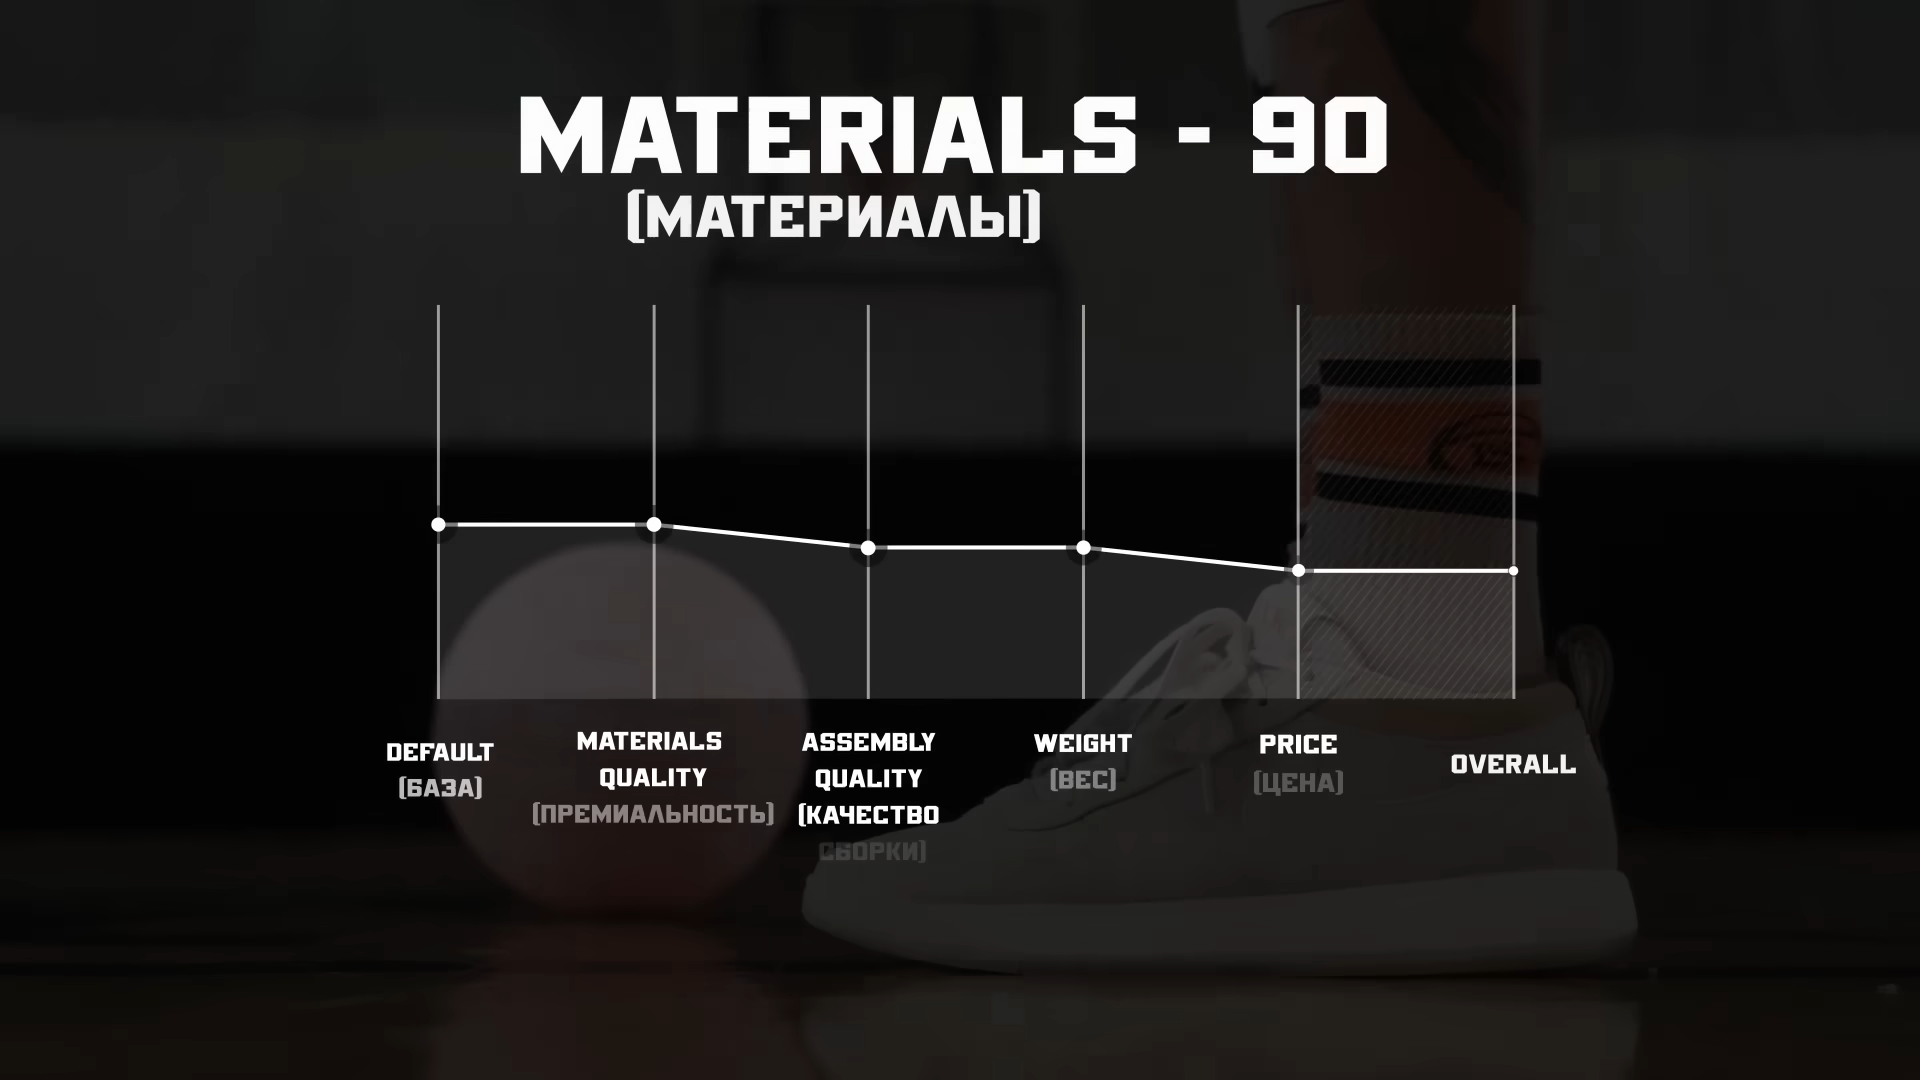 MATERIALS - 90
(МАТЕРИАЛЫ)
DEFAULT
(БАЗА)
MATERIALS
QUALITY
(ПРЕМИАЛЬНОСТЬ)
ASSEMBLY
QUALITY
(КАЧЕСТВО
СБОРКИ)
WEIGHT
(ВЕС)
PRICE
(ЦЕНА)
OVERALL